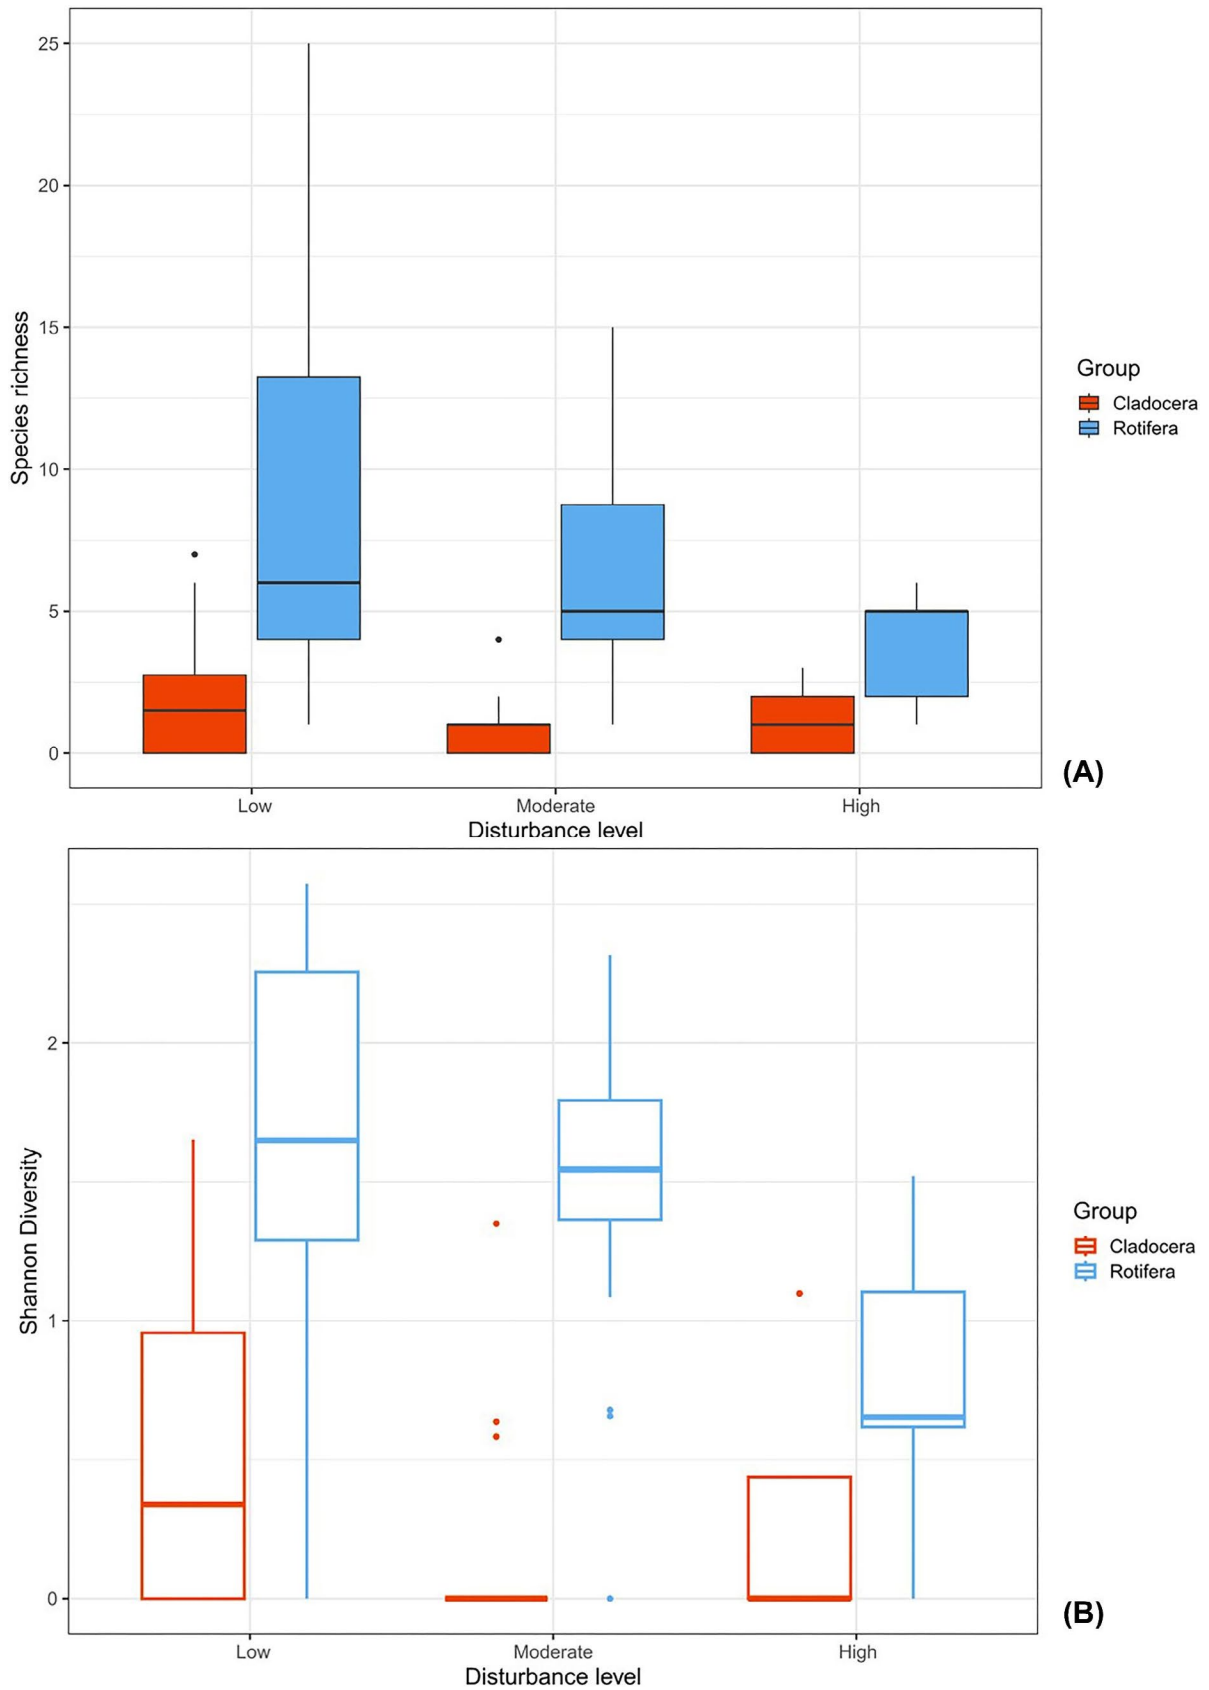 25
20
15
10
5
0
Species richness
Low
Moderate
High
Disturbance level
Group
Cladocera
Rotifera
(A)
2
1
0
Shannon Diversity
Low
Moderate
High
Disturbance level
Group
Cladocera
Rotifera
(B)